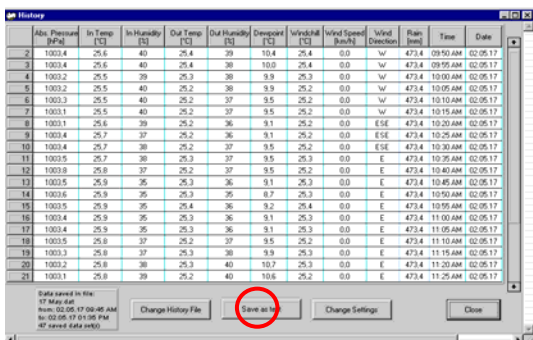 History
Abs. Pressure [hPa] In Temp [°C] In Humidity [%] Out Temp [°C] Out Humidity [%] Dewpoint [°C] Windchill [°C] Wind Speed [km/h] Wind Direction Rain [mm] Time Date
2 1003,4 25,6 40 25,4 39 10,4 25,4 0,0 W 473,4 09:50 AM 02.05.17
3 1003,4 25,6 40 25,4 38 10,0 25,4 0,0 W 473,4 09:55 AM 02.05.17
4 1003,2 25,5 39 25,3 38 9,9 25,3 0,0 W 473,4 10:00 AM 02.05.17
5 1003,2 25,5 40 25,2 38 9,9 25,2 0,0 W 473,4 10:05 AM 02.05.17
6 1003,3 25,5 40 25,2 37 9,5 25,2 0,0 W 473,4 10:10 AM 02.05.17
7 1003,1 25,5 40 25,2 37 9,5 25,2 0,0 W 473,4 10:15 AM 02.05.17
8 1003,1 25,6 39 25,2 36 9,1 25,2 0,0 ESE 473,4 10:20 AM 02.05.17
9 1003,4 25,7 37 25,2 36 9,1 25,2 0,0 ESE 473,4 10:25 AM 02.05.17
10 1003,4 25,7 38 25,2 37 9,5 25,2 0,0 ESE 473,4 10:30 AM 02.05.17
11 1003,5 25,7 38 25,3 37 9,5 25,3 0,0 E 473,4 10:35 AM 02.05.17
12 1003,8 25,8 37 25,2 37 9,5 25,2 0,0 E 473,4 10:40 AM 02.05.17
13 1003,5 25,9 35 25,3 36 9,1 25,3 0,0 E 473,4 10:45 AM 02.05.17
14 1003,6 25,9 35 25,3 35 8,7 25,3 0,0 E 473,4 10:50 AM 02.05.17
15 1003,5 25,9 35 25,4 36 9,2 25,4 0,0 E 473,4 10:55 AM 02.05.17
16 1003,4 25,9 35 25,3 36 9,1 25,3 0,0 E 473,4 11:00 AM 02.05.17
17 1003,4 25,9 35 25,3 36 9,1 25,3 0,0 E 473,4 11:05 AM 02.05.17
18 1003,5 25,8 37 25,2 37 9,5 25,2 0,0 E 473,4 11:10 AM 02.05.17
19 1003,3 25,8 37 25,3 38 9,9 25,3 0,0 E 473,4 11:15 AM 02.05.17
20 1003,2 25,8 38 25,3 40 10,7 25,3 0,0 E 473,4 11:20 AM 02.05.17
21 1003,1 25,8 39 25,2 40 10,6 25,2 0,0 E 473,4 11:25 AM 02.05.17
Data saved in file:
17 May.dat
from: 02.05.17 09:45 AM
to: 02.05.17 01:35 PM
47 saved data set(s)
Change History File Save as text Change Settings Close